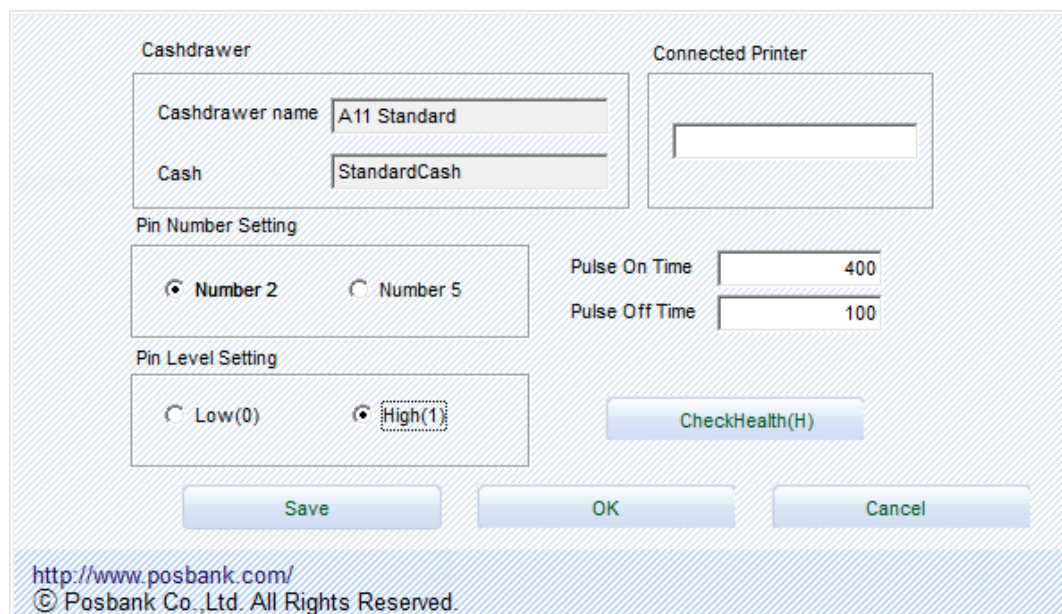 Cashdrawer
Connected Printer
Cashdrawer name A11 Standard
Cash StandardCash
Pin Number Setting
Number 2 Number 5
Pulse On Time 400
Pulse Off Time 100
Pin Level Setting
Low(0) High(1)
CheckHealth(H)
Save OK Cancel
http://www.posbank.com/
ⓒ Posbank Co.,Ltd. All Rights Reserved.